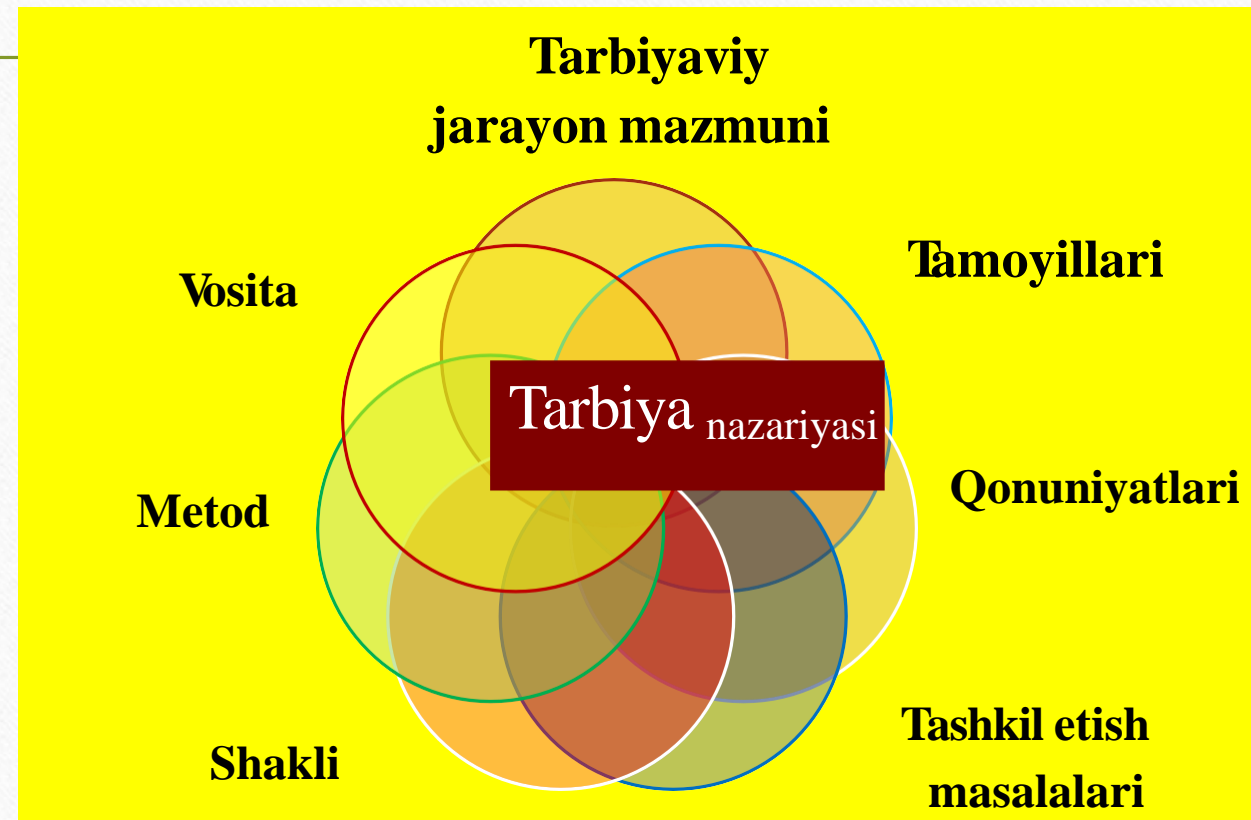 Tarbiyaviy
jarayon mazmuni
Tamoyillari
Vosita
Tarbiya nazariyasi
Qonuniyatlari
Metod
Tashkil etish
masalalari
Shakli